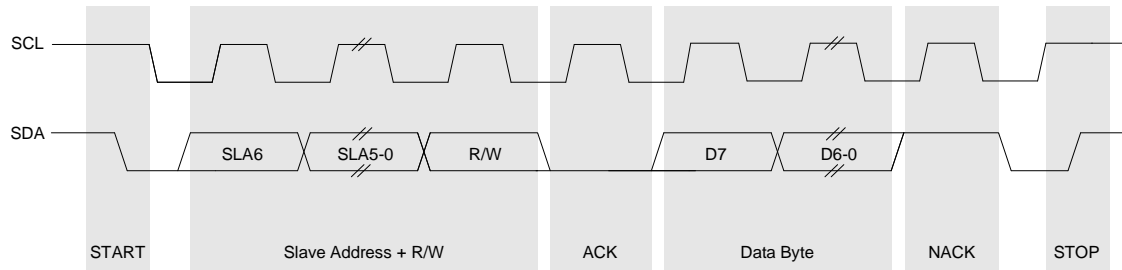 SCL
SDA
SLA6 SLA5-0 R/W D7 D6-0
START Slave Address + R/W ACK Data Byte NACK STOP